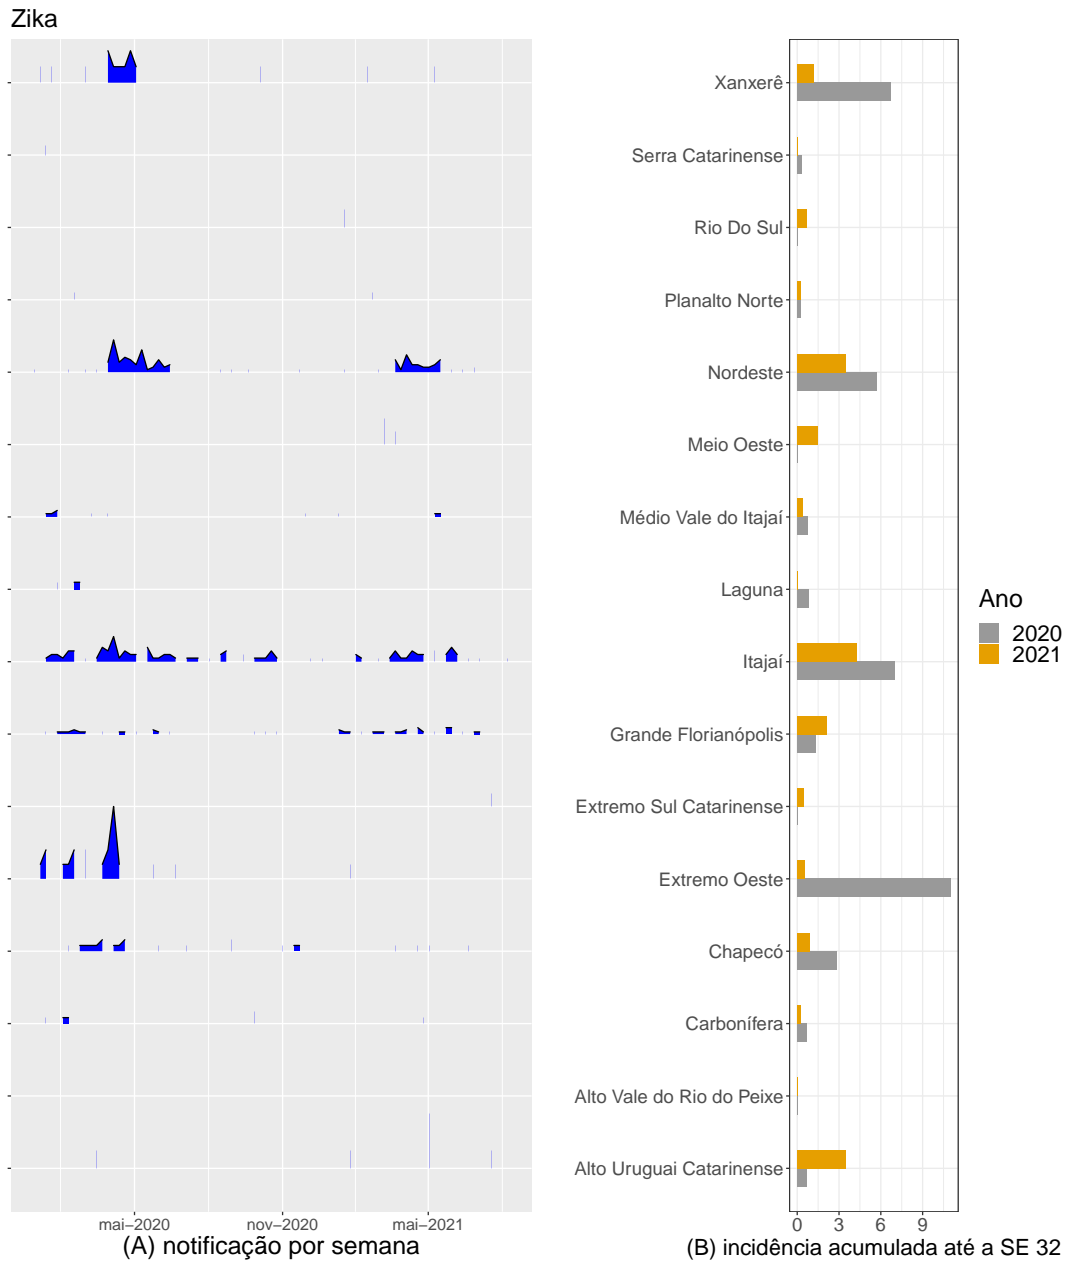 Zika
Xanxerê
Serra Catarinense
Rio Do Sul
Planalto Norte
Nordeste
Meio Oeste
Médio Vale do Itajaí
Laguna
Itajaí
Grande Florianópolis
Extremo Sul Catarinense
Extremo Oeste
Chapecó
Carbonífera
Alto Vale do Rio do Peixe
Alto Uruguai Catarinense
Ano
2020
2021
mai−2020 nov−2020 mai−2021
0 3 6 9
(A) notificação por semana
(B) incidência acumulada até a SE 32